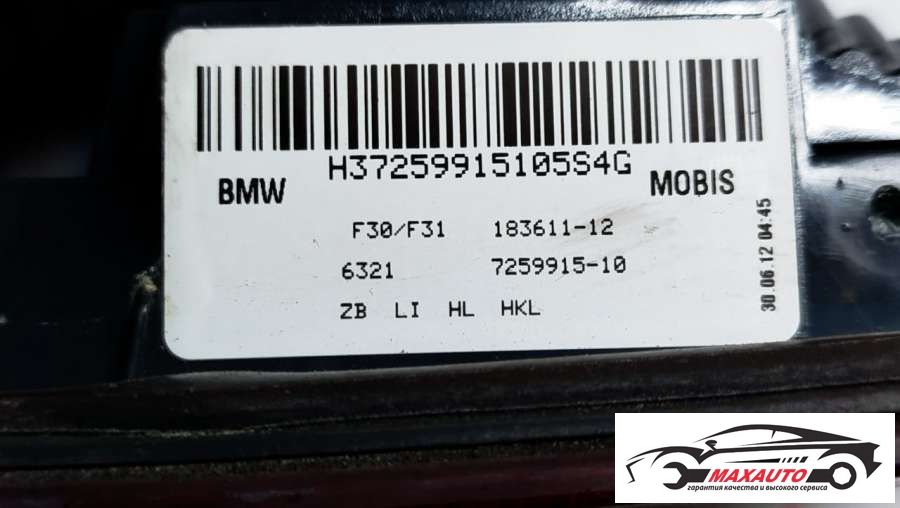 H37259915105S4G
BMW MOBIS
F30/F31 183611-12
6321 7259915-10
ZB LI HL HKL
30.06.12 04:45
MAXAUTO
гарантия качества и высокого сервиса